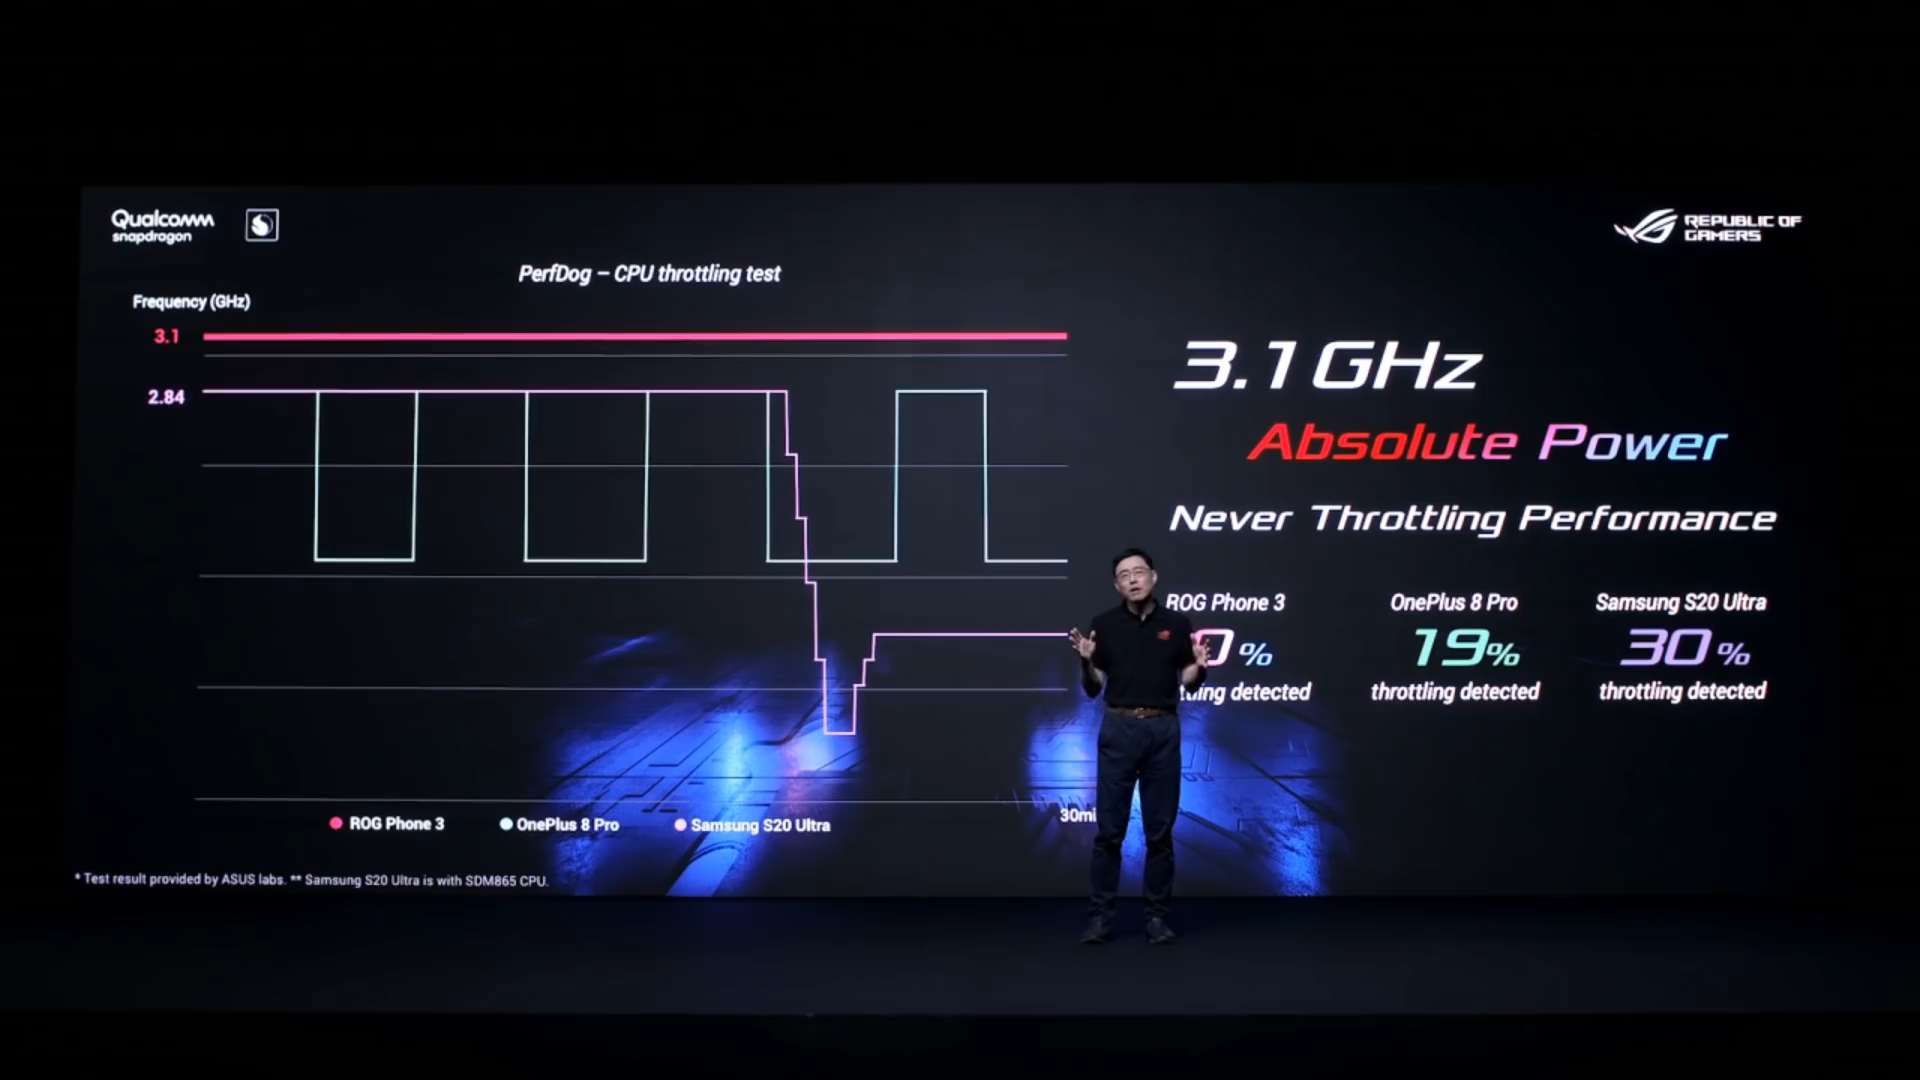 Qualcomm
snapdragon
REPUBLIC OF
GAMERS
PerfDog – CPU throttling test
Frequency (GHz)
3.1
2.84
3.1 GHz
Absolute Power
Never Throttling Performance
ROG Phone 3
0%
detected
OnePlus 8 Pro
19%
throttling detected
Samsung S20 Ultra
30%
throttling detected
ROG Phone 3
OnePlus 8 Pro
Samsung S20 Ultra
* Test result provided by ASUS labs. ** Samsung S20 Ultra is with SDM865 CPU.